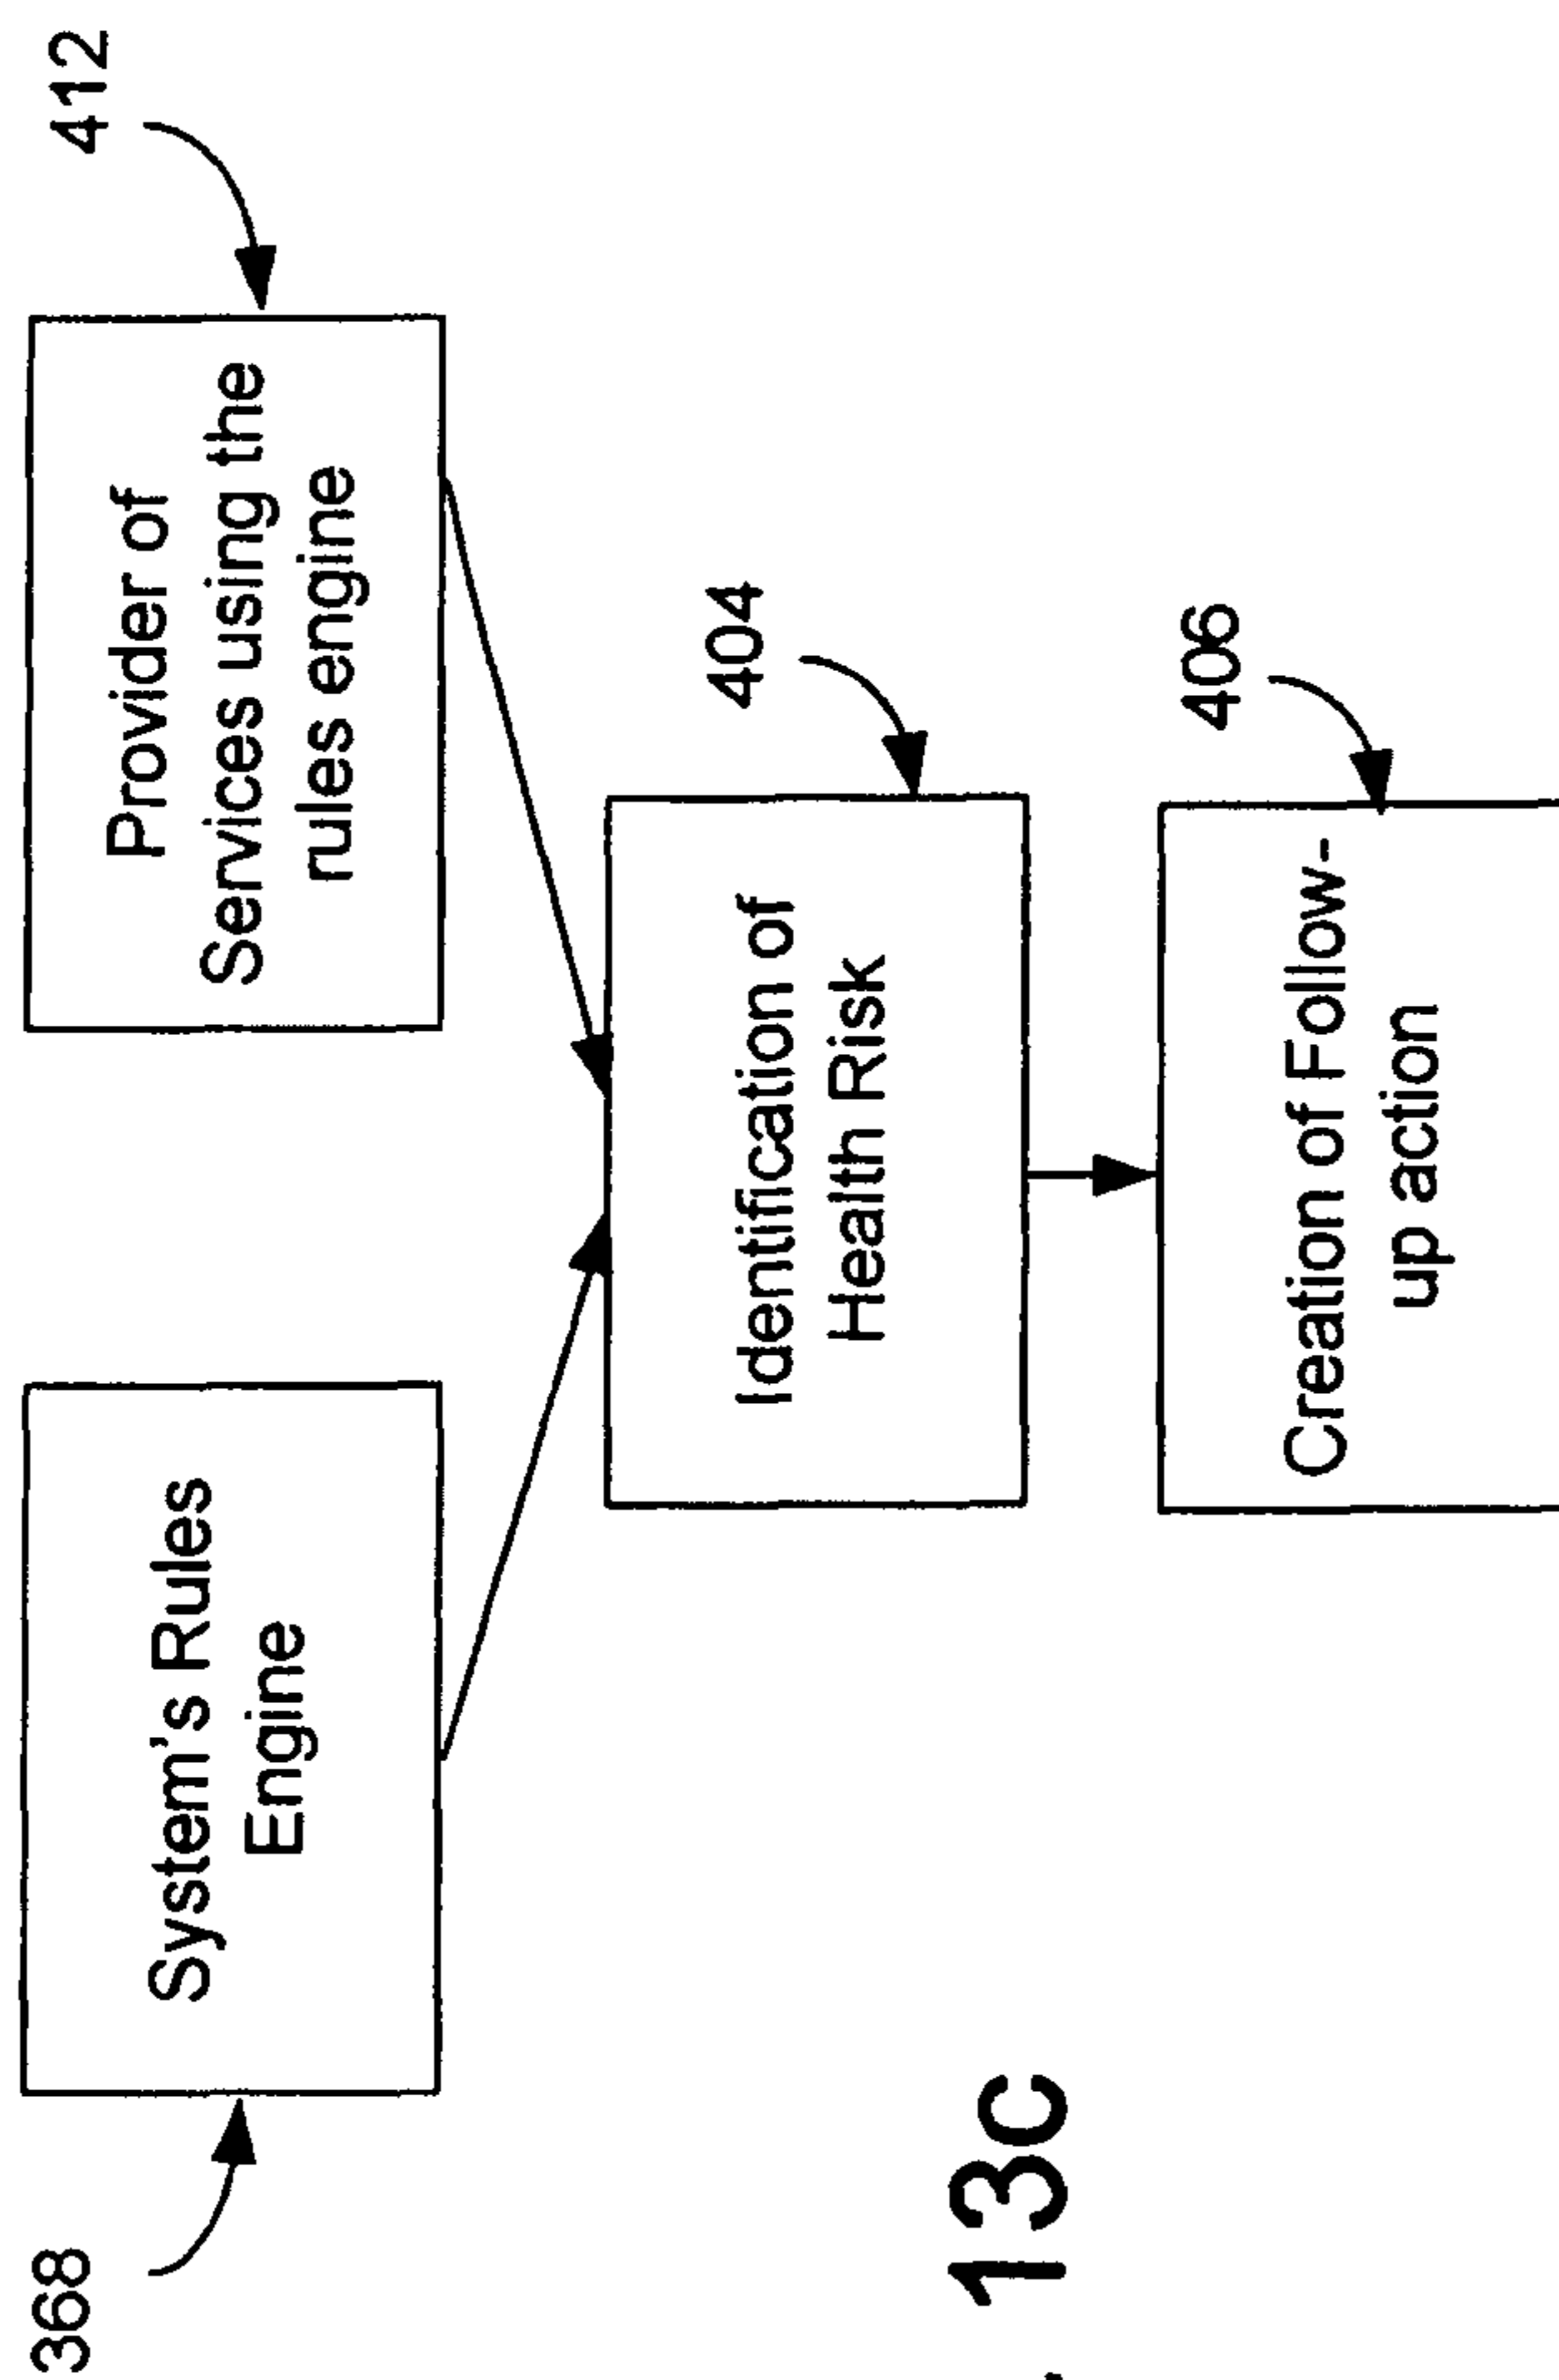 368
System's Rules
Engine
412
Provider of
Services using the
rules engine
404
Identification of
Health Risk
406
Creation of Follow-
up action
13C